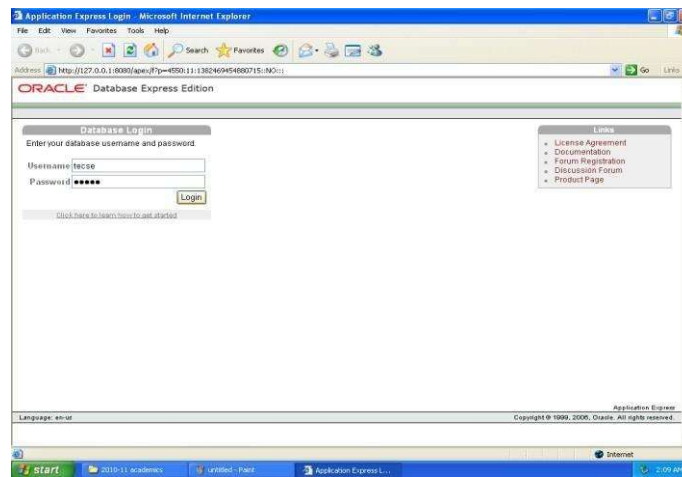 Application Express Login - Microsoft Internet Explorer
File Edit View Favorites Tools Help
Back Search Favorites
Address http://127.0.0.1:8080/apex/f?p=4550:11:1382469454880715::NO::: Go Links
ORACLE Database Express Edition
Database Login
Enter your database username and password.
Username tecse
Password ●●●●●
Login
Click here to learn how to get started
Links
License Agreement
Documentation
Forum Registration
Discussion Forum
Product Page
Application Express
Language: en-us Copyright © 1999, 2006, Oracle. All rights reserved.
Internet
start 2010-11 academics untitled - Paint Application Express L... 2:09 AM